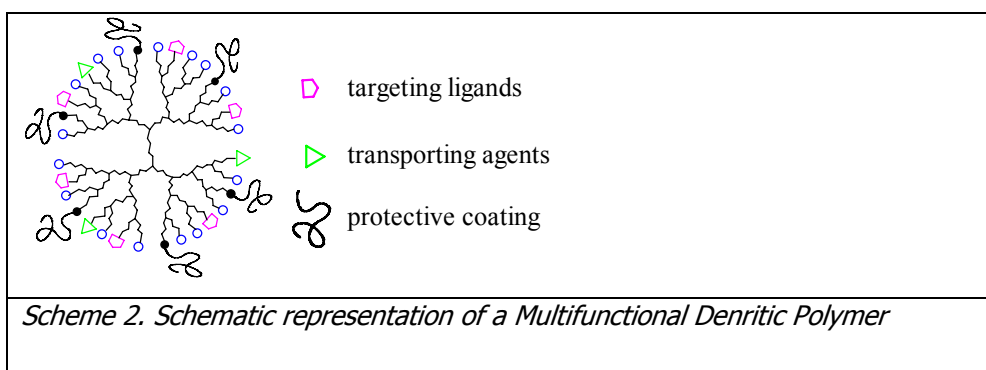 targeting ligands
transporting agents
protective coating
Scheme 2. Schematic representation of a Multifunctional Denritic Polymer